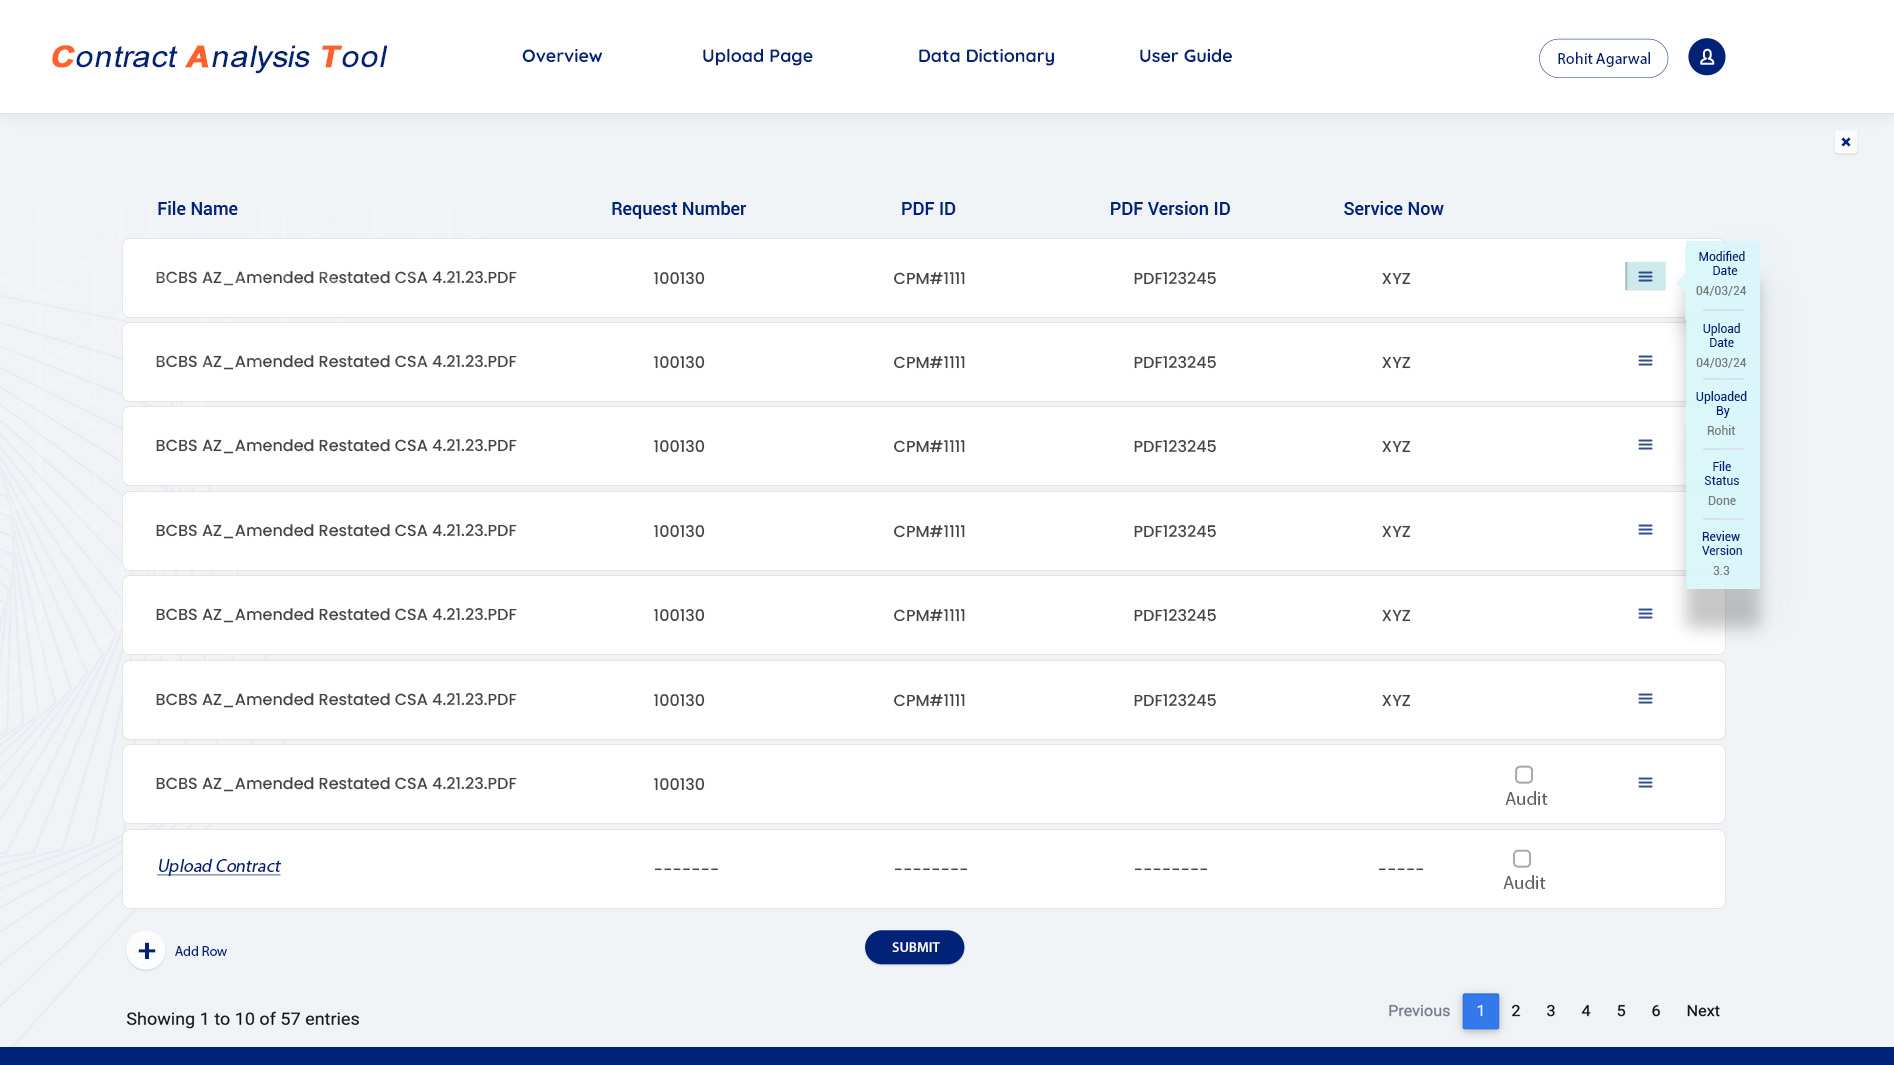 Contract Analysis Tool
Overview
Upload Page
Data Dictionary
User Guide
Rohit Agarwal
File Name
Request Number
PDF ID
PDF Version ID
Service Now
BCBS AZ_Amended Restated CSA 4.21.23.PDF
100130
CPM#1111
PDF123245
XYZ
BCBS AZ_Amended Restated CSA 4.21.23.PDF
100130
CPM#1111
PDF123245
XYZ
BCBS AZ_Amended Restated CSA 4.21.23.PDF
100130
CPM#1111
PDF123245
XYZ
BCBS AZ_Amended Restated CSA 4.21.23.PDF
100130
CPM#1111
PDF123245
XYZ
BCBS AZ_Amended Restated CSA 4.21.23.PDF
100130
CPM#1111
PDF123245
XYZ
BCBS AZ_Amended Restated CSA 4.21.23.PDF
100130
CPM#1111
PDF123245
XYZ
BCBS AZ_Amended Restated CSA 4.21.23.PDF
100130
Audit
Upload Contract
-------
--------
--------
-----
Audit
Modified
Date
04/03/24
Upload
Date
04/03/24
Uploaded
By
Rohit
File
Status
Done
Review
Version
3.3
Add Row
SUBMIT
Showing 1 to 10 of 57 entries
Previous
1
2
3
4
5
6
Next